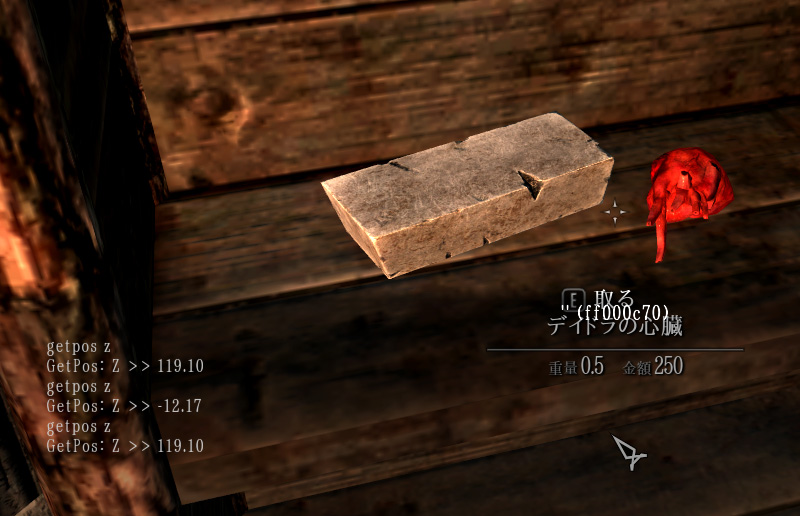 E 取る
" (ff000c70)
デイドラの心臓
重量 0.5 金額 250
getpos z
GetPos: Z >> 119.10
getpos z
GetPos: Z >> -12.17
getpos z
GetPos: Z >> 119.10